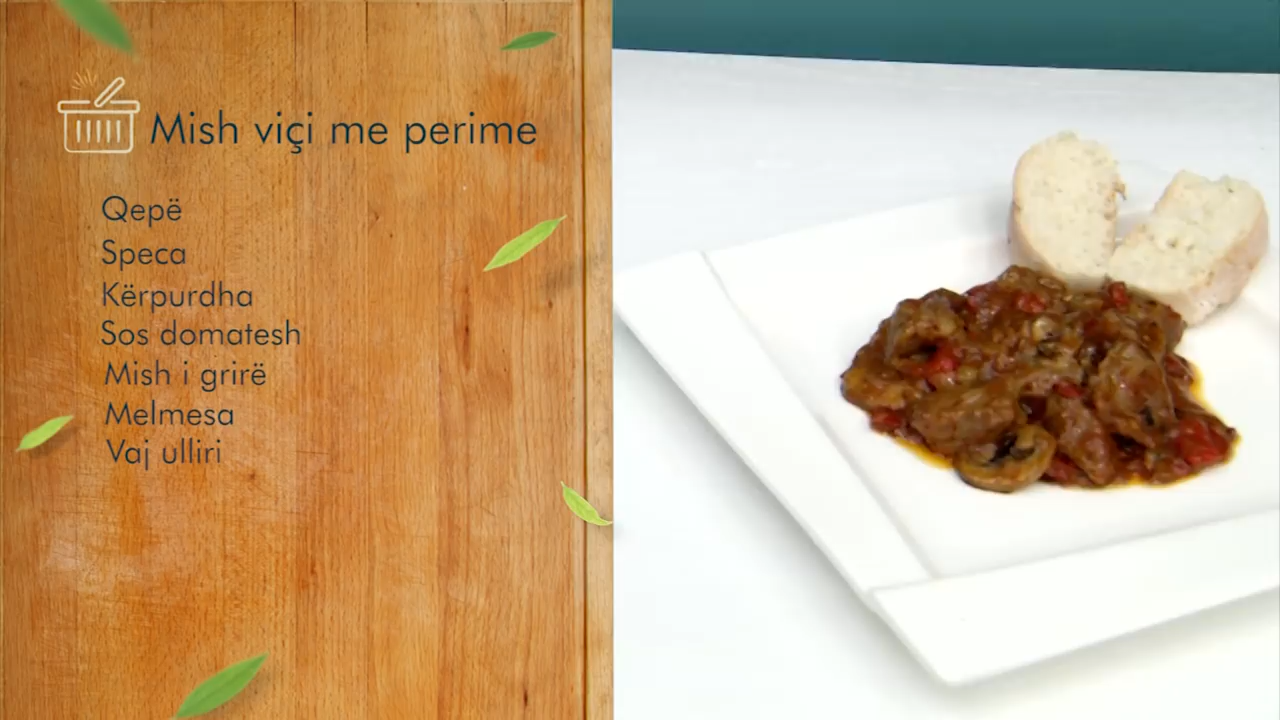 Mish viçi me perime
Qepë
Speca
Kërpurdha
Sos domatesh
Mish i grirë
Melmesa
Vaj ulliri